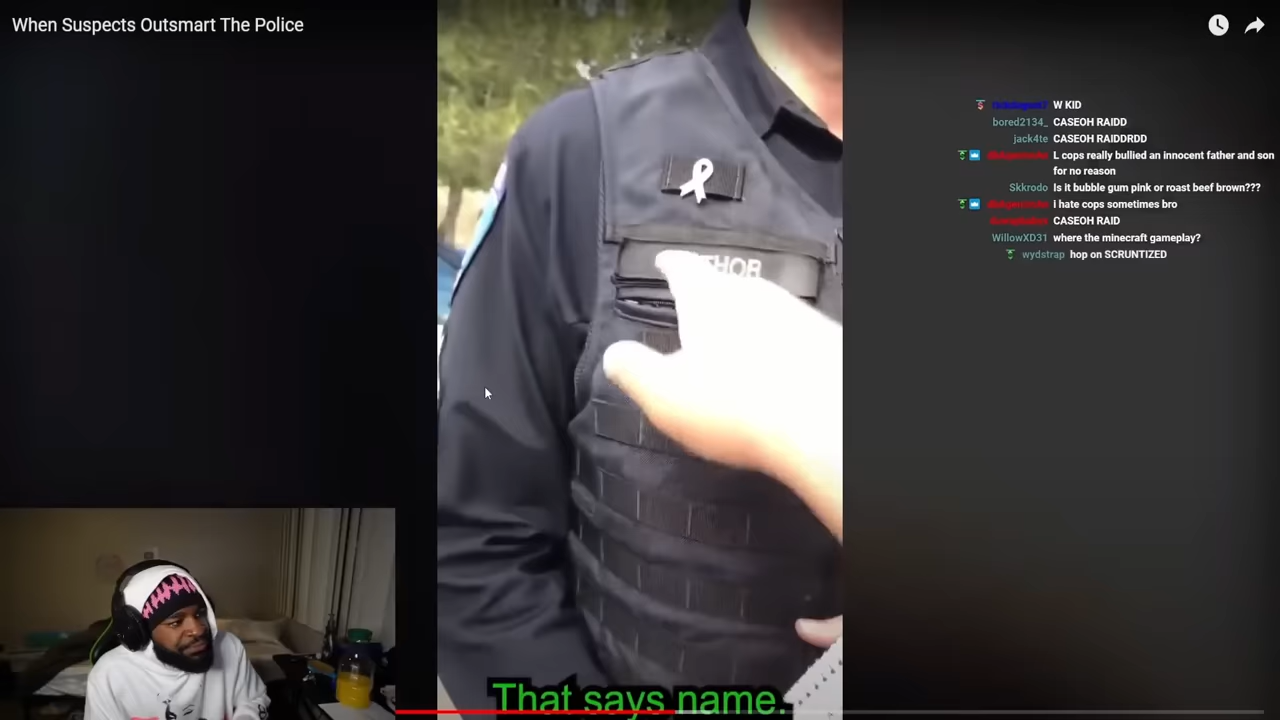 When Suspects Outsmart The Police
W KID
bored2134_ CASEOH RAIDD
jack4te CASEOH RAIDDRDD
L cops really bullied an innocent father and son
for no reason
Skkrodo Is it bubble gum pink or roast beef brown???
i hate cops sometimes bro
CASEOH RAID
WillowXD31 where the minecraft gameplay?
wydstrap hop on SCRUNTIZED
THOR
That says name.